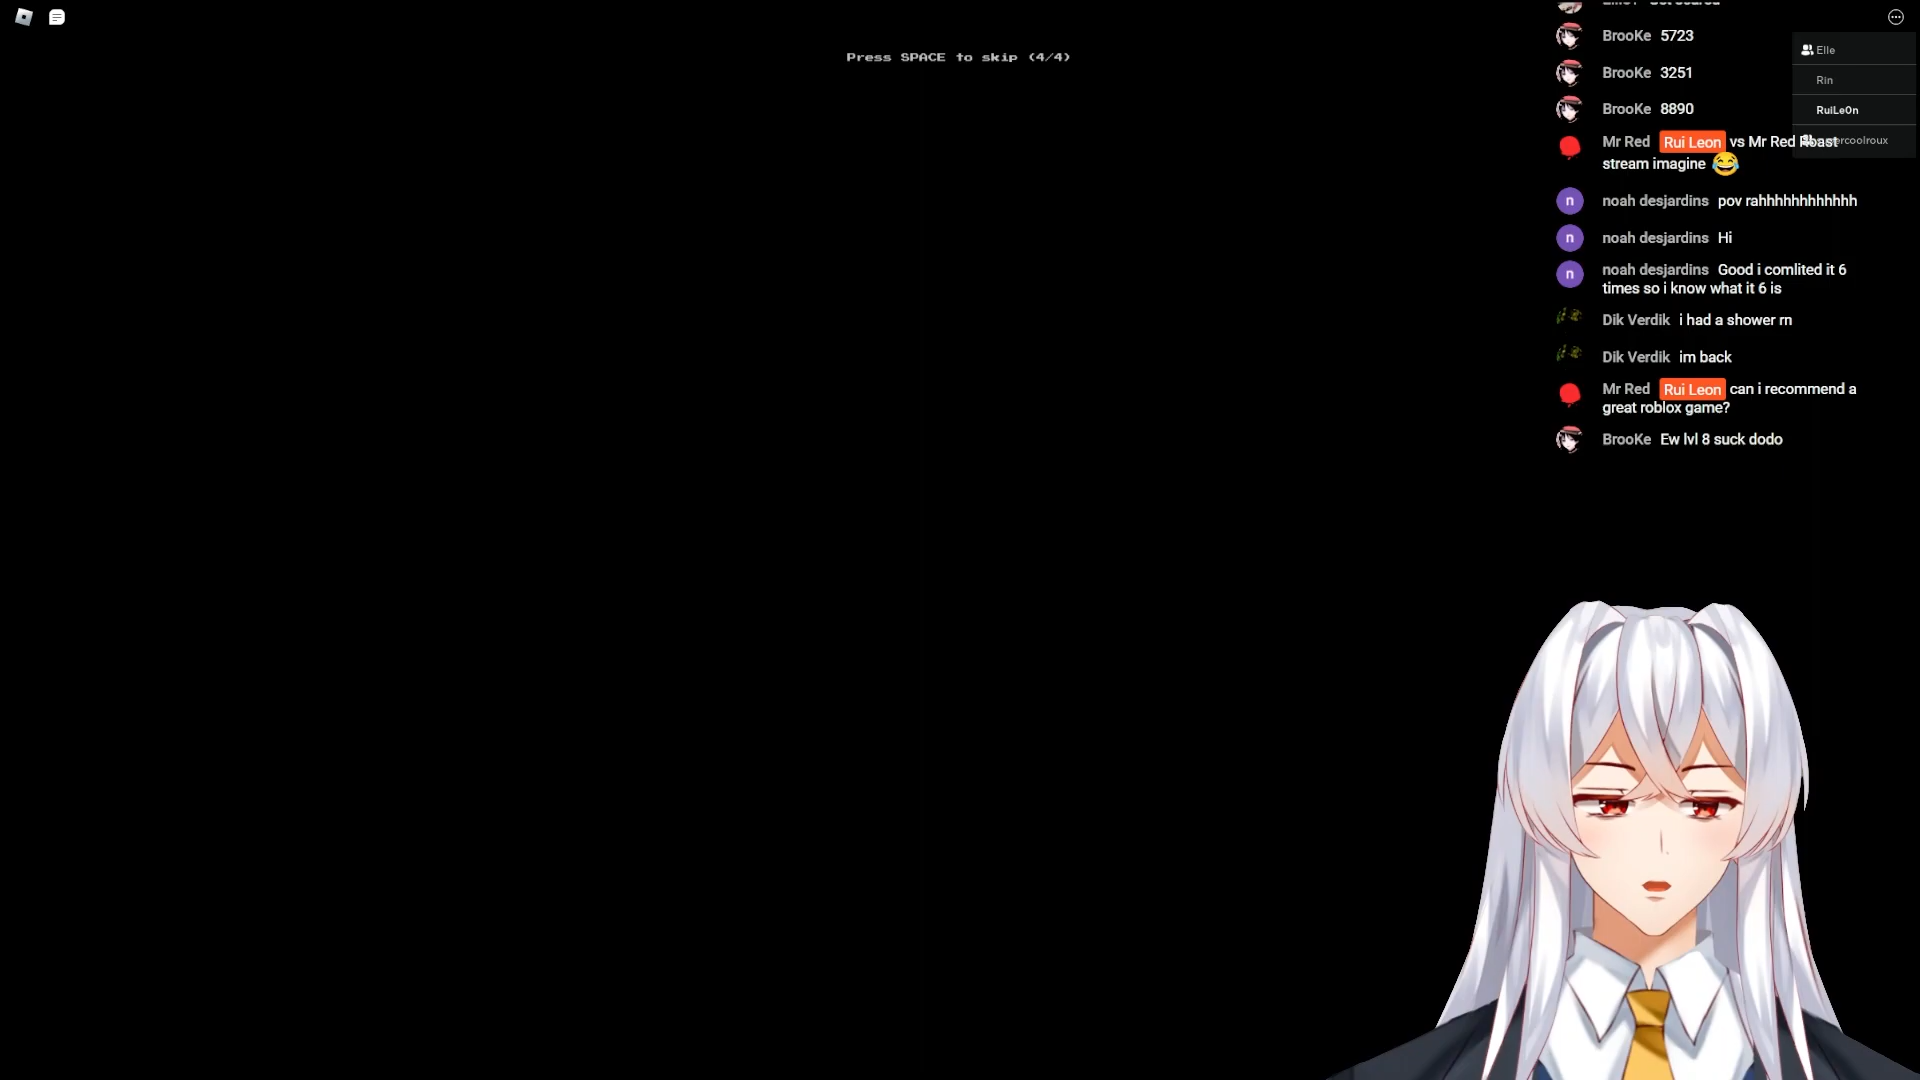 Press SPACE to skip (4/4)
BrooKe 5723
BrooKe 3251
BrooKe 8890
Mr Red Rui Leon vs Mr Red Roast
stream imagine 😂
n
noah desjardins pov rahhhhhhhhhhhh
n
noah desjardins Hi
n
noah desjardins Good i comlited it 6
times so i know what it 6 is
Dik Verdik i had a shower rn
Dik Verdik im back
Mr Red Rui Leon can i recommend a
great roblox game?
BrooKe Ew lvl 8 suck dodo
Elle
Rin
RuiLe0n